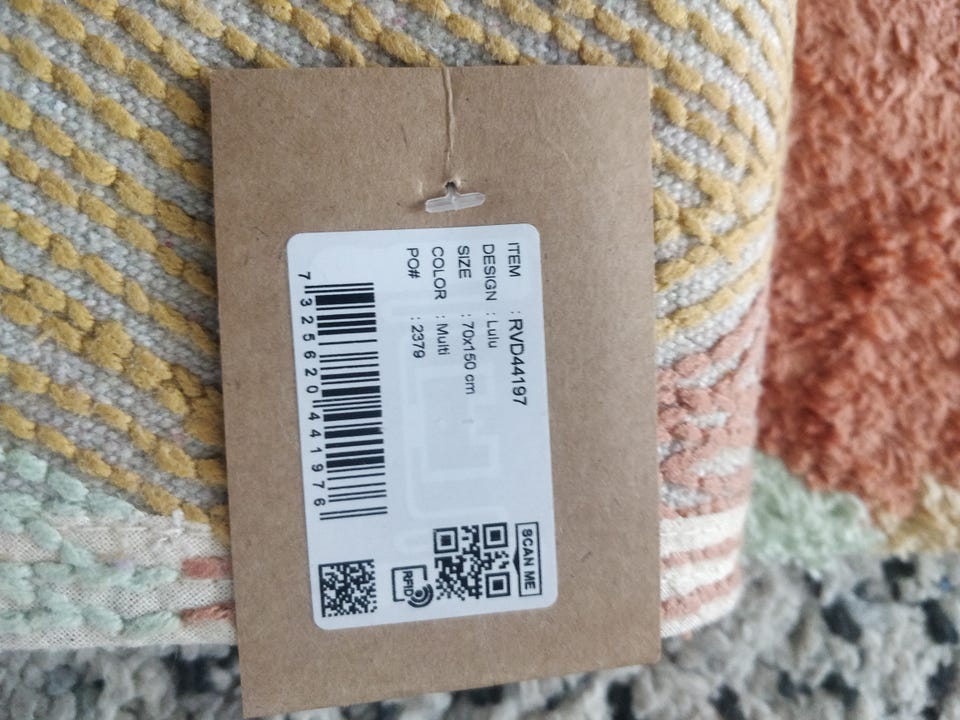 ITEM : RVD44197
DESIGN : Lulu
SIZE : 70x150 cm
COLOR : Multi
PO# : 2379
7 325620 441976
SCAN ME
RFID